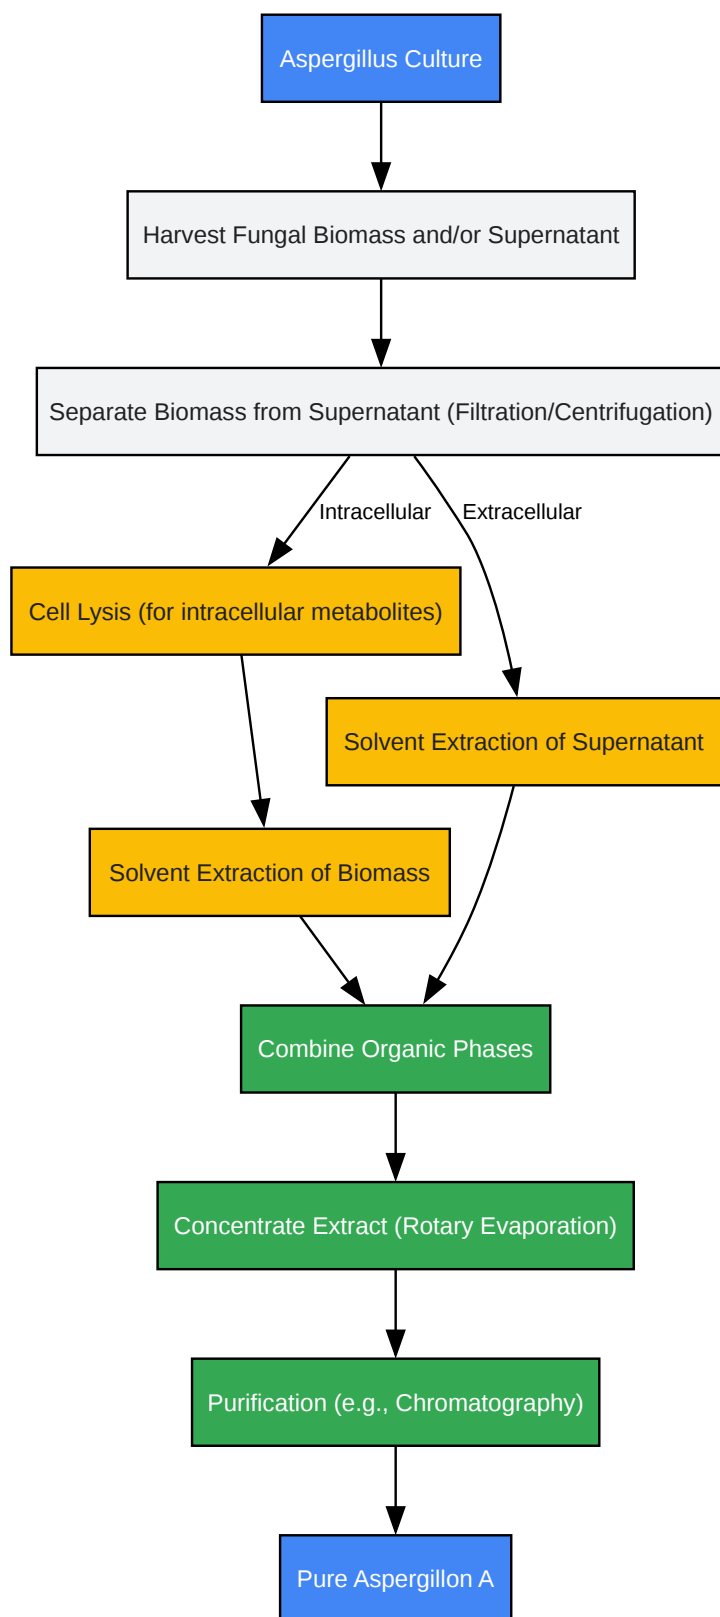 Aspergillus Culture
Harvest Fungal Biomass and/or Supernatant
Separate Biomass from Supernatant (Filtration/Centrifugation)
Intracellular
Extracellular
Cell Lysis (for intracellular metabolites)
Solvent Extraction of Supernatant
Solvent Extraction of Biomass
Combine Organic Phases
Concentrate Extract (Rotary Evaporation)
Purification (e.g., Chromatography)
Pure Aspergillon A